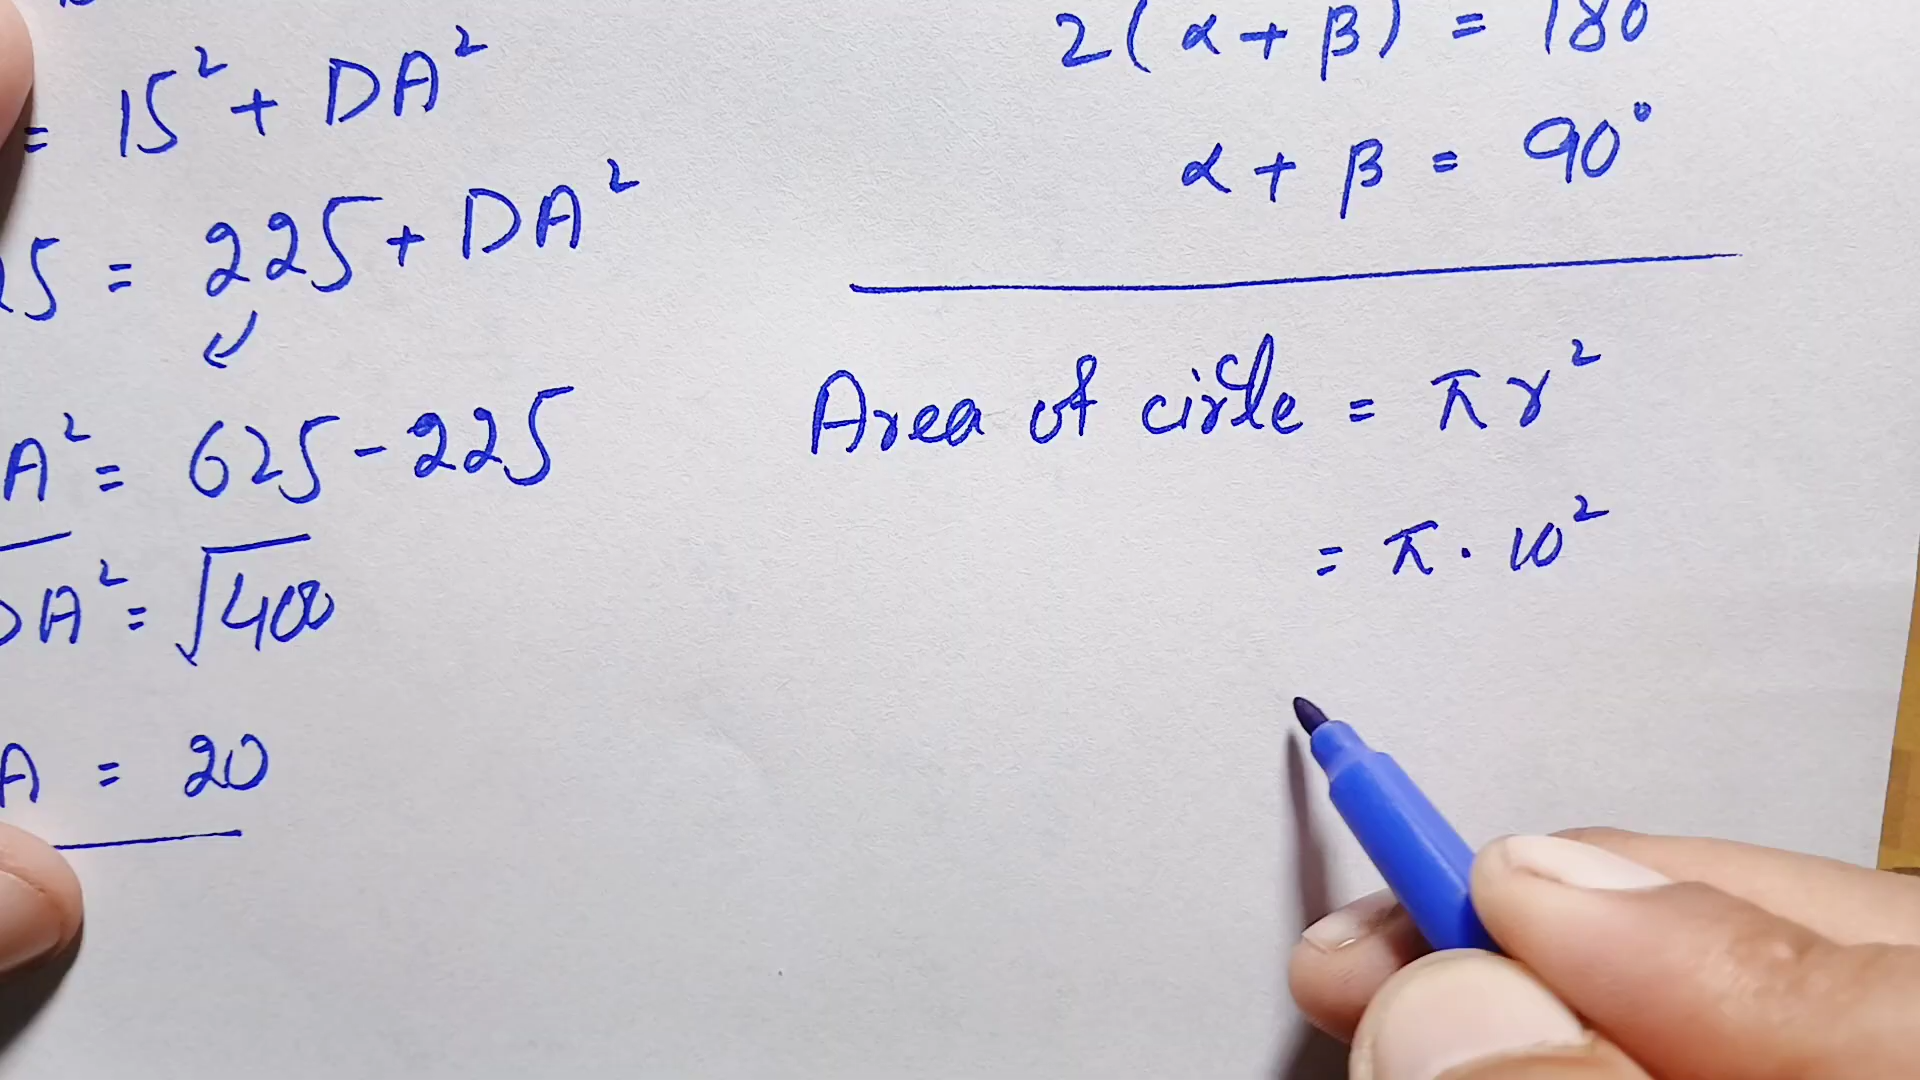 = 15² + DA²
25 = 225 + DA²
A² = 625 - 225
DA² = √400
A = 20
2(α + β) = 180
α + β = 90°
Area of cirle = πr²
= π · 10²